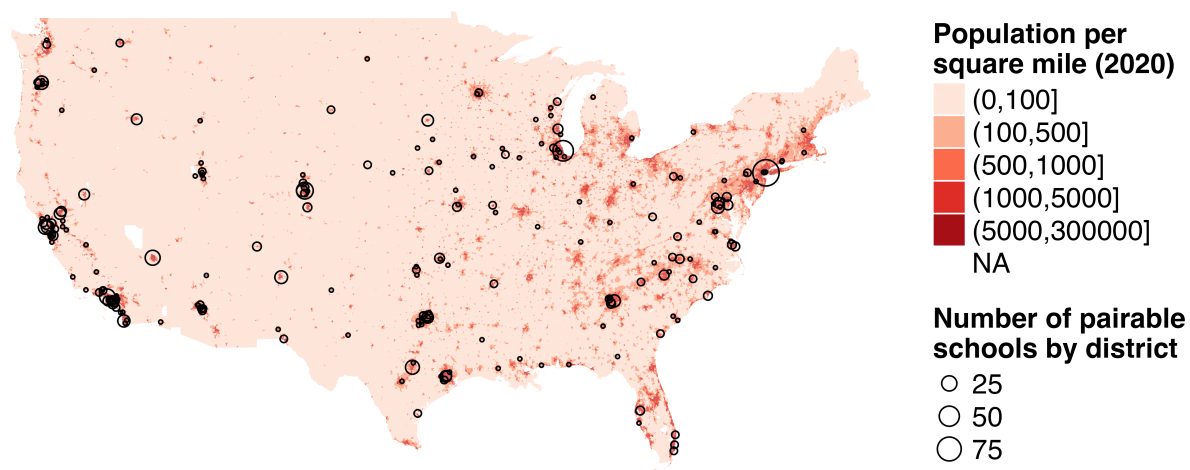 Population per
square mile (2020)
(0,100]
(100,500]
(500,1000]
(1000,5000]
(5000,300000]
NA
Number of pairable
schools by district
25
50
75